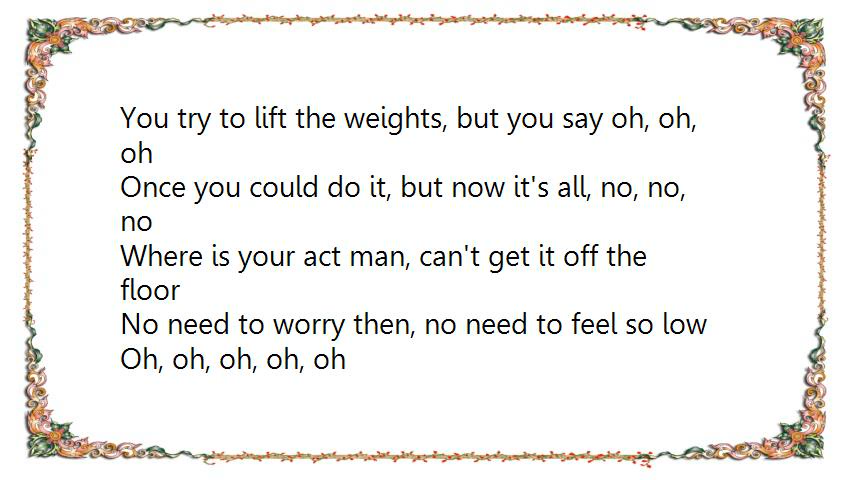 You try to lift the weights, but you say oh, oh,
oh
Once you could do it, but now it's all, no, no,
no
Where is your act man, can't get it off the
floor
No need to worry then, no need to feel so low
Oh, oh, oh, oh, oh